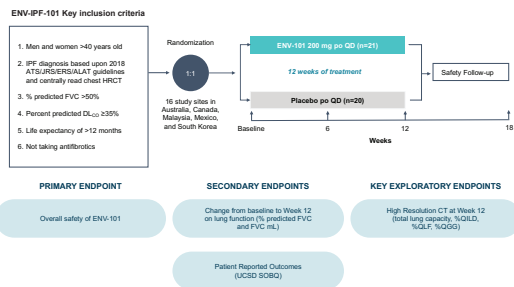 ENV-IPF-101 Key inclusion criteria
1. Men and women >40 years old
2. IPF diagnosis based upon 2018
ATS/JRS/ERS/ALAT guidelines
and centrally read chest HRCT
3. % predicted FVC >50%
4. Percent predicted DLCO ≥35%
5. Life expectancy of >12 months
6. Not taking antifibrotics
Randomization
1:1
16 study sites in
Australia, Canada,
Malaysia, Mexico,
and South Korea
ENV-101 200 mg po QD (n=21)
12 weeks of treatment
Placebo po QD (n=20)
Safety Follow-up
Baseline
6
12
18
Weeks
PRIMARY ENDPOINT
Overall safety of ENV-101
SECONDARY ENDPOINTS
Change from baseline to Week 12
on lung function (% predicted FVC
and FVC mL)
Patient Reported Outcomes
(UCSD SOBQ)
KEY EXPLORATORY ENDPOINTS
High Resolution CT at Week 12
(total lung capacity, %QILD,
%QLF, %QGG)